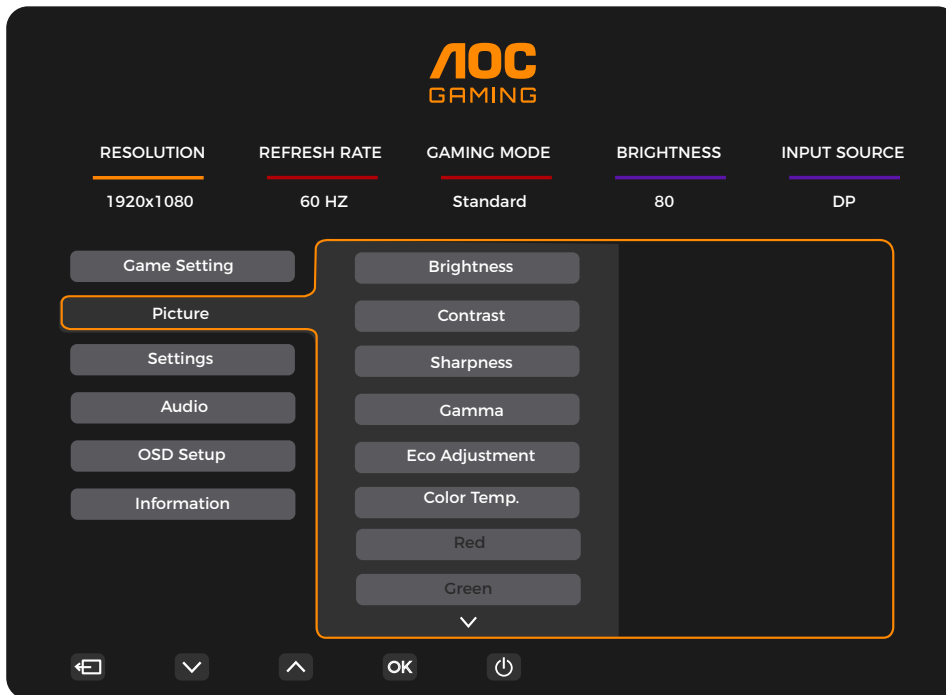 AOC
GAMING
RESOLUTION REFRESH RATE GAMING MODE BRIGHTNESS INPUT SOURCE
1920x1080 60 HZ Standard 80 DP
Game Setting
Picture
Settings
Audio
OSD Setup
Information
Brightness
Contrast
Sharpness
Gamma
Eco Adjustment
Color Temp.
Red
Green
OK